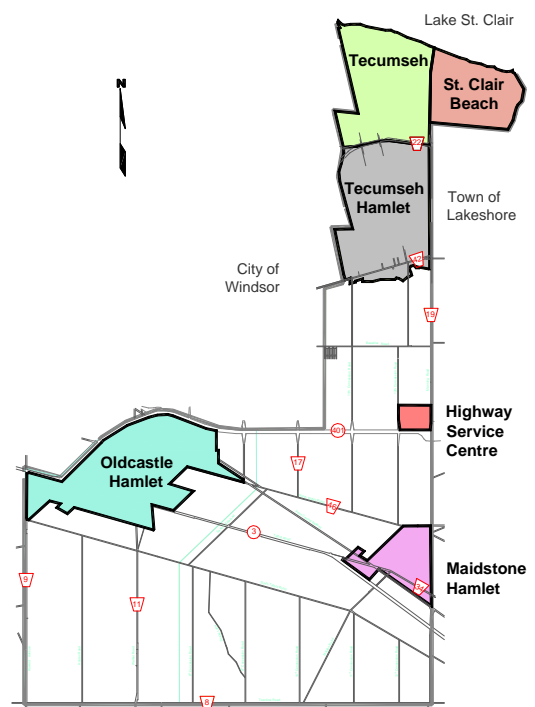 Lake St. Clair
Tecumseh
St. Clair
Beach
N
22
Tecumseh
Hamlet
Town of
Lakeshore
42
City of
Windsor
19
Highway
Service
Centre
401
Oldcastle
Hamlet
17
46
3
Maidstone
Hamlet
34
9
11
8